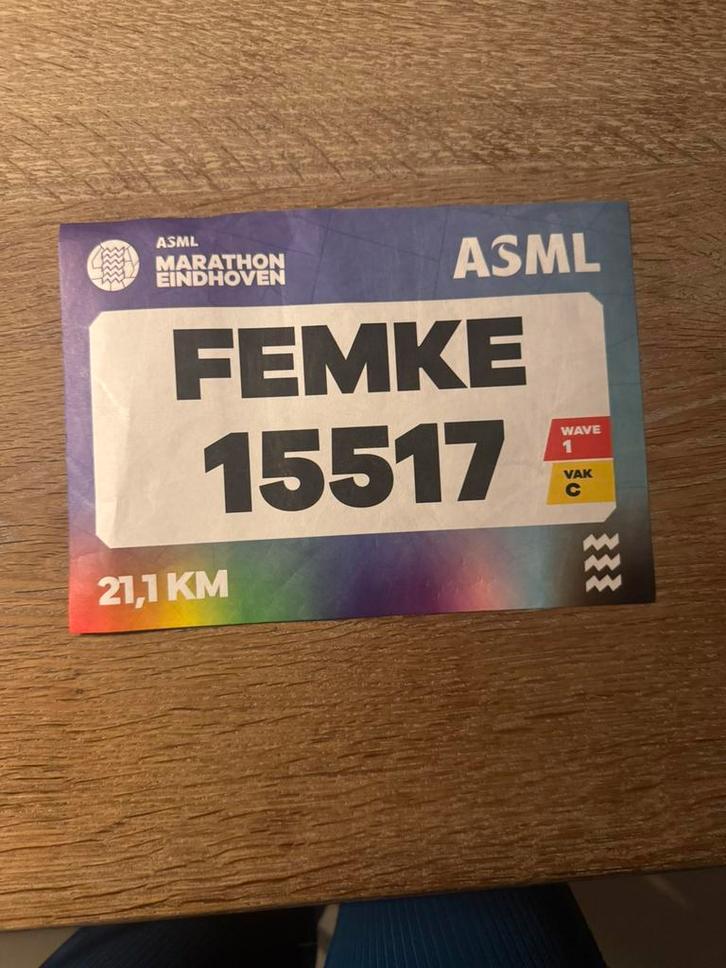 ASML
MARATHON
EINDHOVEN
ASML
FEMKE
15517
WAVE
1
VAK
C
21,1 KM